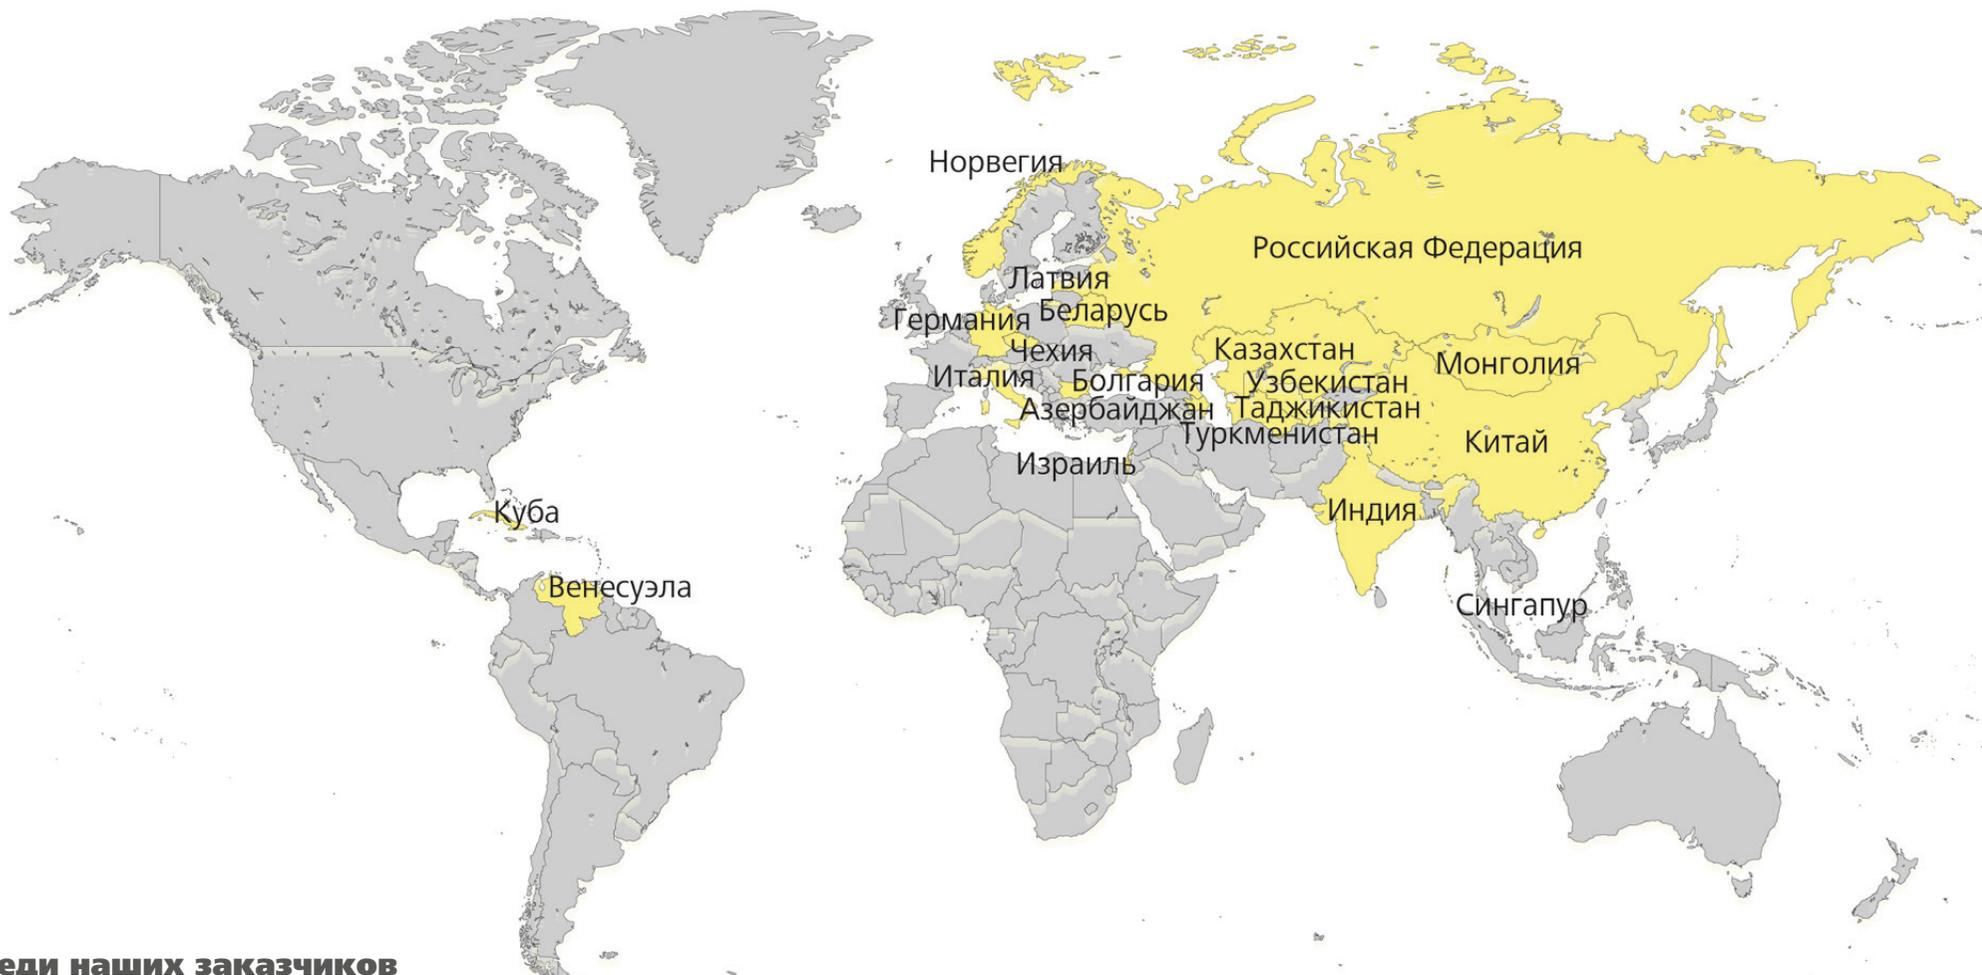 Норвегия
Российская Федерация
Латвия
Беларусь
Германия
Чехия
Казахстан
Монголия
Италия
Болгария
Узбекистан
Азербайджан
Таджикистан
Туркменистан
Китай
Израиль
Индия
Куба
Венесуэла
Сингапур
еди наших заказчиков